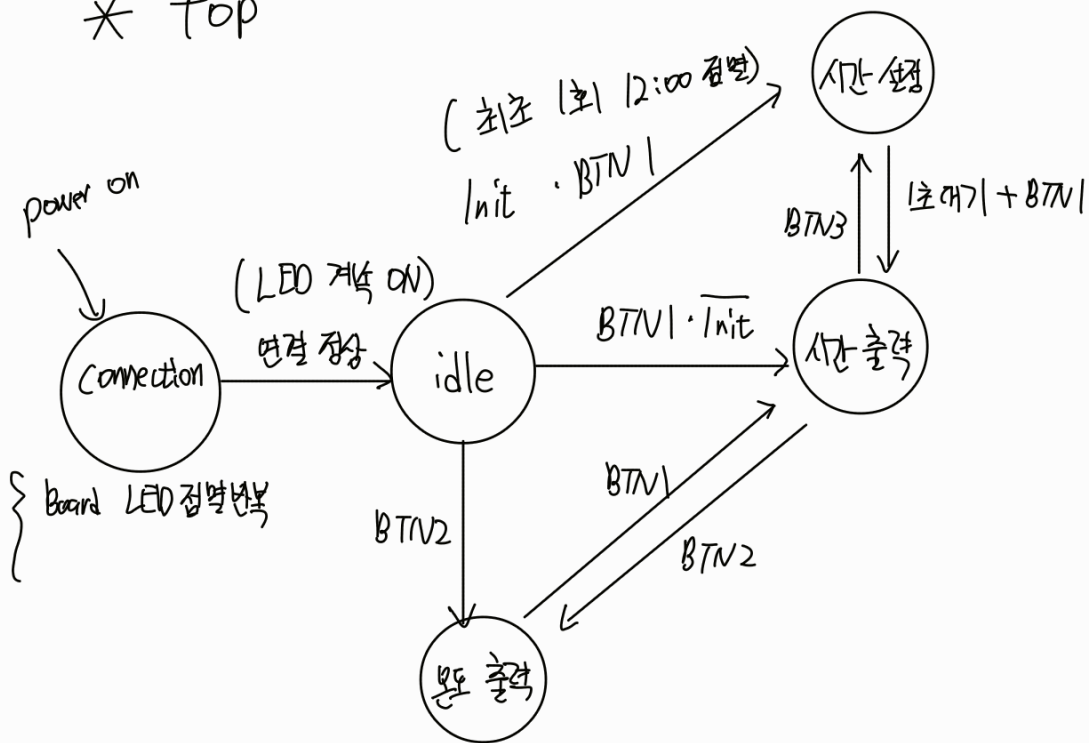 * Top
시간 설정
(최초 1회 12:00 점멸)
Init · BTN1
power on
BTN3
1초 대기 + BTN1
(LED 계속 ON)
연결 정상
BTN1 · Init
Connection
idle
시간 출력
Board LED 점멸반복
BTN2
BTN1
BTN2
온도 출력